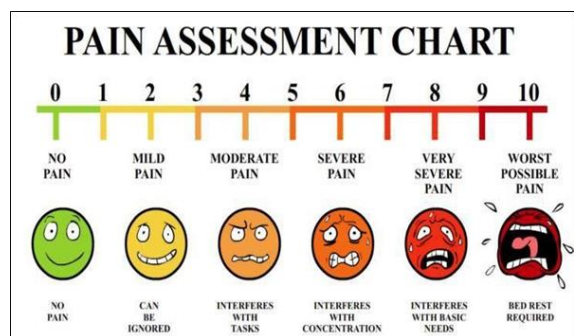 PAIN ASSESSMENT CHART
0 1 2 3 4 5 6 7 8 9 10
NO
PAIN
MILD
PAIN
MODERATE
PAIN
SEVERE
PAIN
VERY
SEVERE
PAIN
WORST
POSSIBLE
PAIN
NO
PAIN
CAN
BE
IGNORED
INTERFERES
WITH
TASKS
INTERFERES
WITH
CONCENTRATION
INTERFERES
WITH BASIC
NEEDS
BED REST
REQUIRED